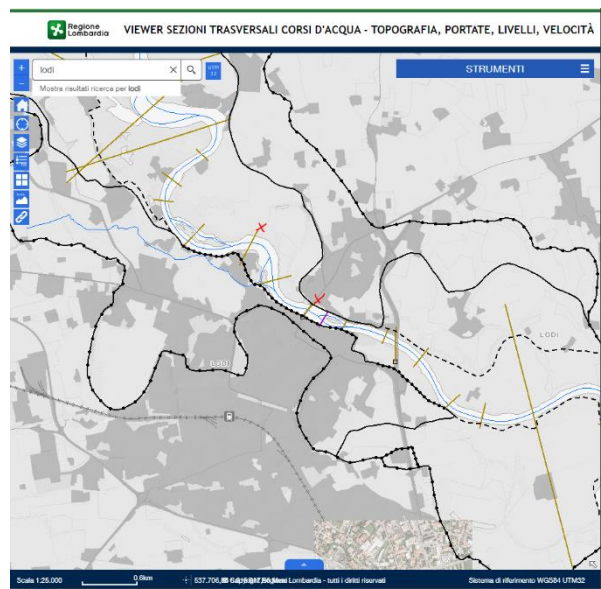 Regione
Lombardia
VIEWER SEZIONI TRASVERSALI CORSI D'ACQUA - TOPOGRAFIA, PORTATE, LIVELLI, VELOCITÀ
lodi
UTM
32
STRUMENTI
Mostra risultati ricerca per lodi
LODI
LODI
Scala 1:25.000
0.6km
Lombardia - tutti i diritti riservati
Sistema di riferimento WGS84 UTM32